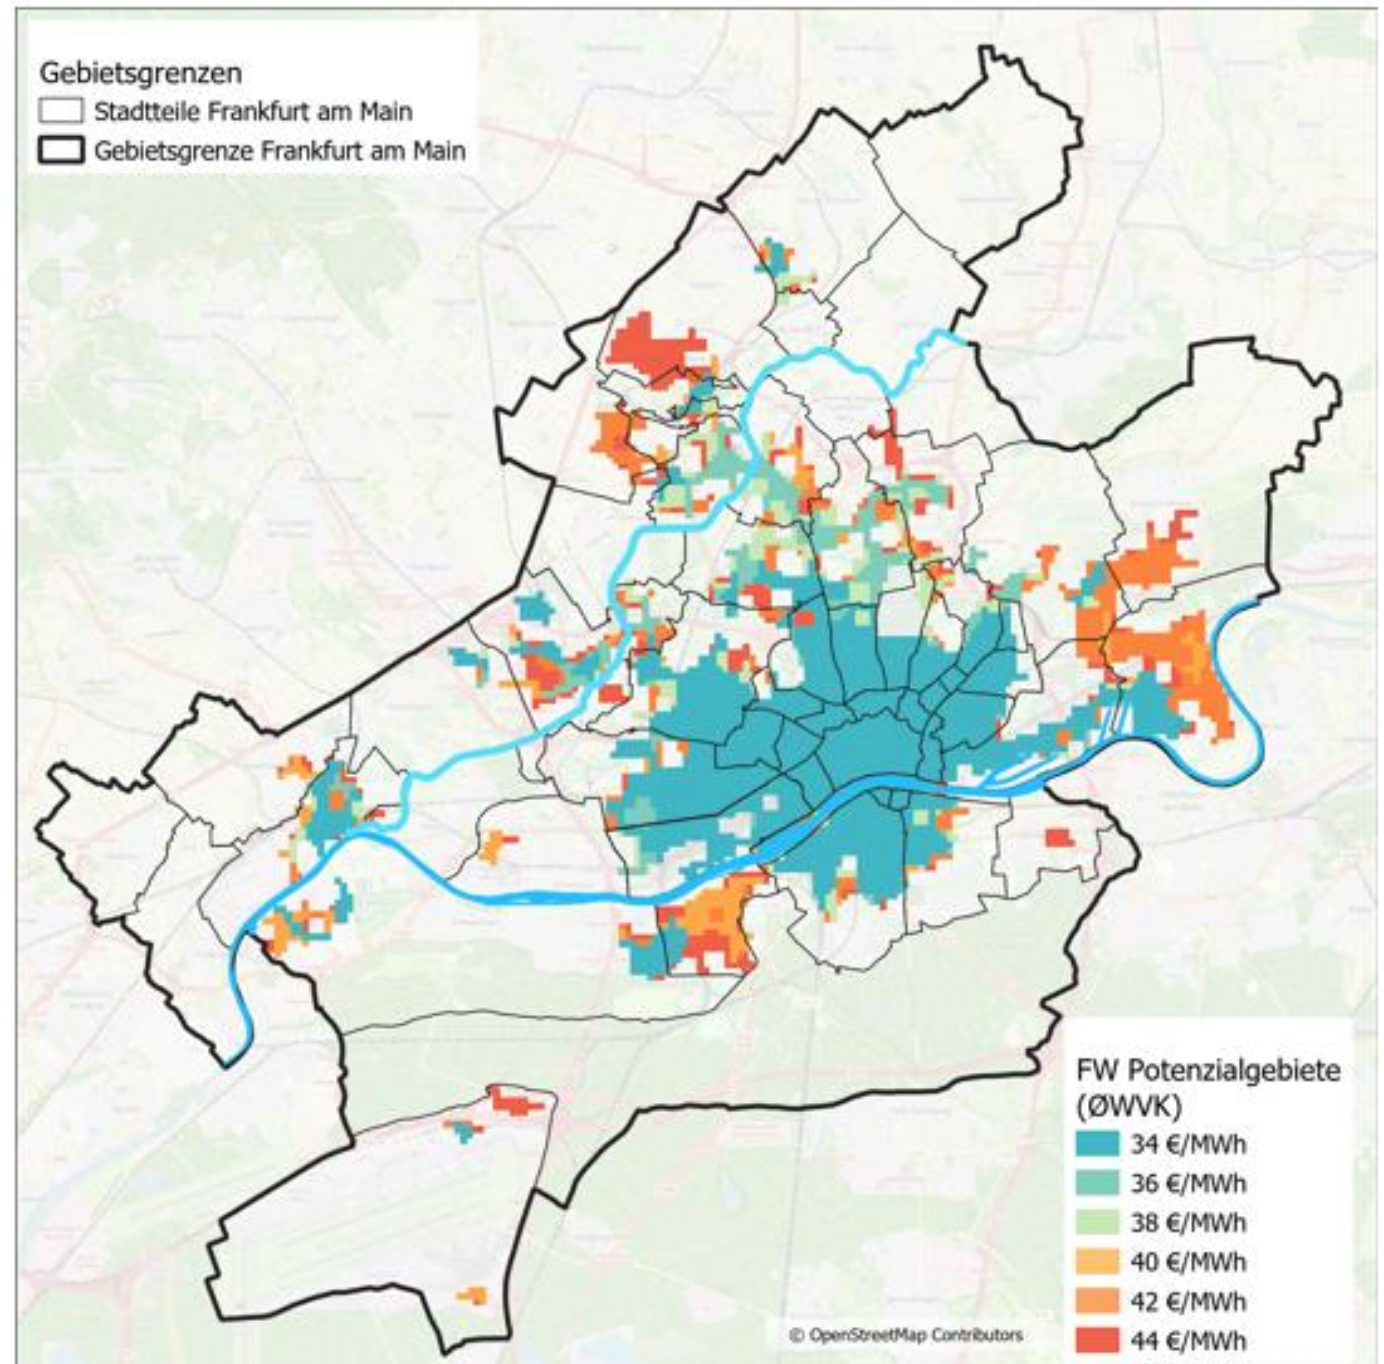 Gebietsgrenzen
Stadtteile Frankfurt am Main
Gebietsgrenze Frankfurt am Main
FW Potenzialgebiete
(ØWVK)
34 €/MWh
36 €/MWh
38 €/MWh
40 €/MWh
42 €/MWh
44 €/MWh
© OpenStreetMap Contributors